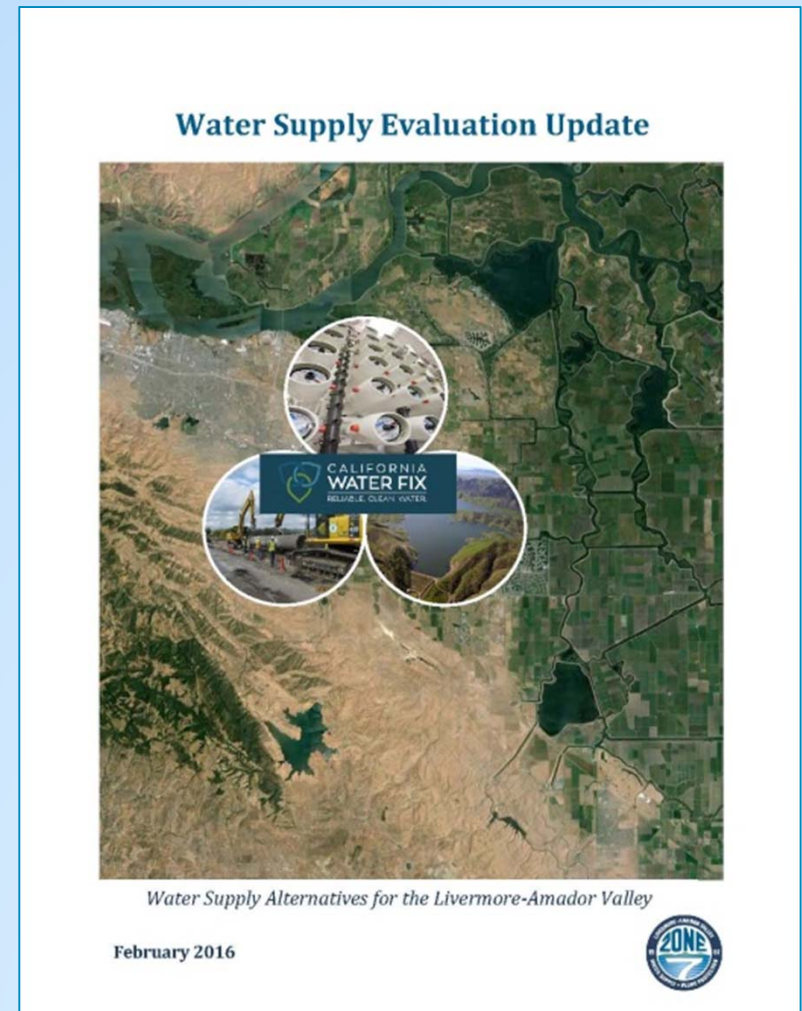 Water Supply Evaluation Update
CALIFORNIA
WATER FIX
RELIABLE. CLEAN WATER.
Water Supply Alternatives for the Livermore-Amador Valley
February 2016
ZONE
7